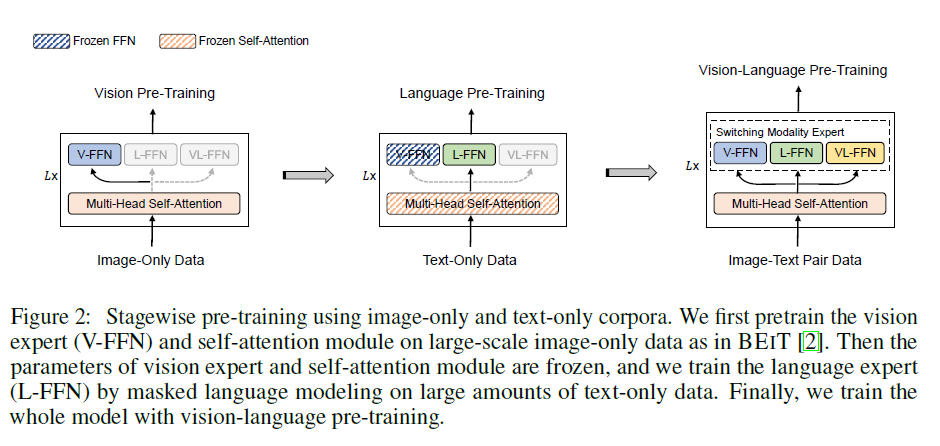 Frozen FFN Frozen Self-Attention
Vision Pre-Training
V-FFN L-FFN VL-FFN
Lx
Multi-Head Self-Attention
Image-Only Data
Language Pre-Training
V-FFN L-FFN VL-FFN
Lx
Multi-Head Self-Attention
Text-Only Data
Vision-Language Pre-Training
Switching Modality Expert
V-FFN L-FFN VL-FFN
Lx
Multi-Head Self-Attention
Image-Text Pair Data
Figure 2: Stagewise pre-training using image-only and text-only corpora. We first pretrain the vision
expert (V-FFN) and self-attention module on large-scale image-only data as in BEIT [2]. Then the
parameters of vision expert and self-attention module are frozen, and we train the language expert
(L-FFN) by masked language modeling on large amounts of text-only data. Finally, we train the
whole model with vision-language pre-training.